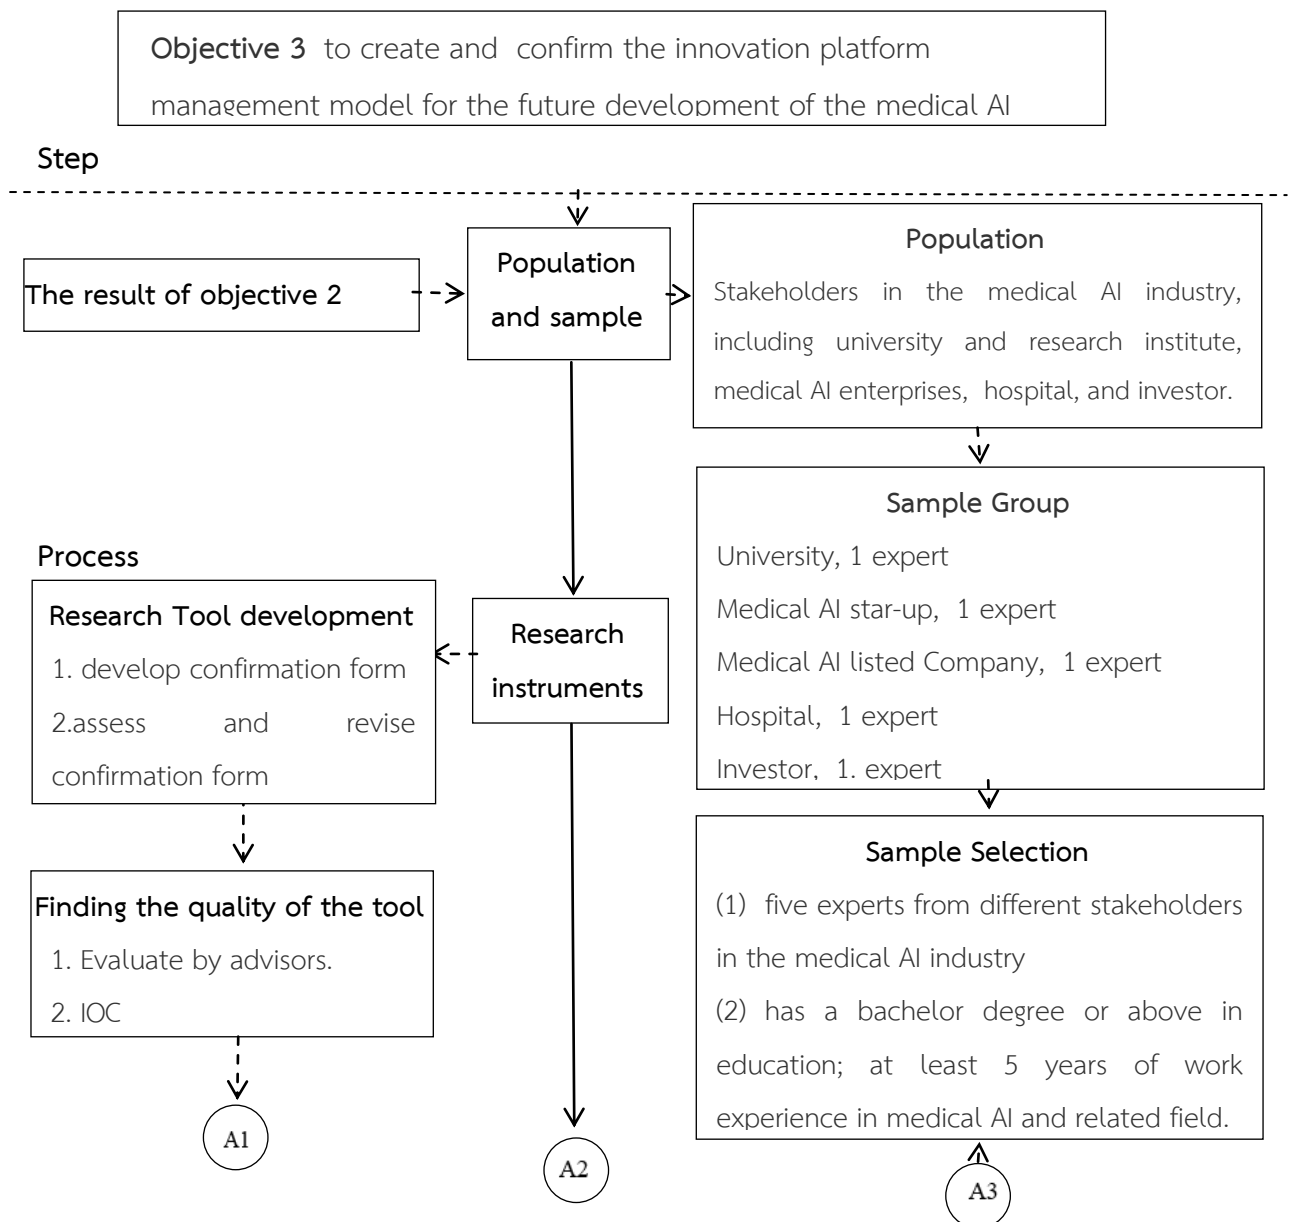 Objective 3 to create and confirm the innovation platform
management model for the future development of the medical AI
Step
The result of objective 2
Population
and sample
Population
Stakeholders in the medical AI industry,
including university and research institute,
medical AI enterprises, hospital, and investor.
Sample Group
University, 1 expert
Medical AI star-up, 1 expert
Medical AI listed Company, 1 expert
Hospital, 1 expert
Investor, 1. expert
Process
Research Tool development
1. develop confirmation form
2.assess and revise
confirmation form
Research
instruments
Finding the quality of the tool
1. Evaluate by advisors.
2. IOC
Sample Selection
(1) five experts from different stakeholders
in the medical AI industry
(2) has a bachelor degree or above in
education; at least 5 years of work
experience in medical AI and related field.
A1
A2
A3